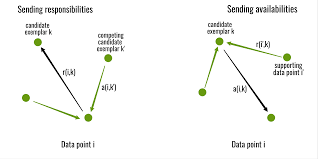 Sending responsibilities
candidate
exemplar k
competing
candidate
exemplar k'
r(i,k)
a(i,k')
Data point i
Sending availabilities
candidate
exemplar k
r(i',k)
supporting
data point i'
a(i,k)
Data point i